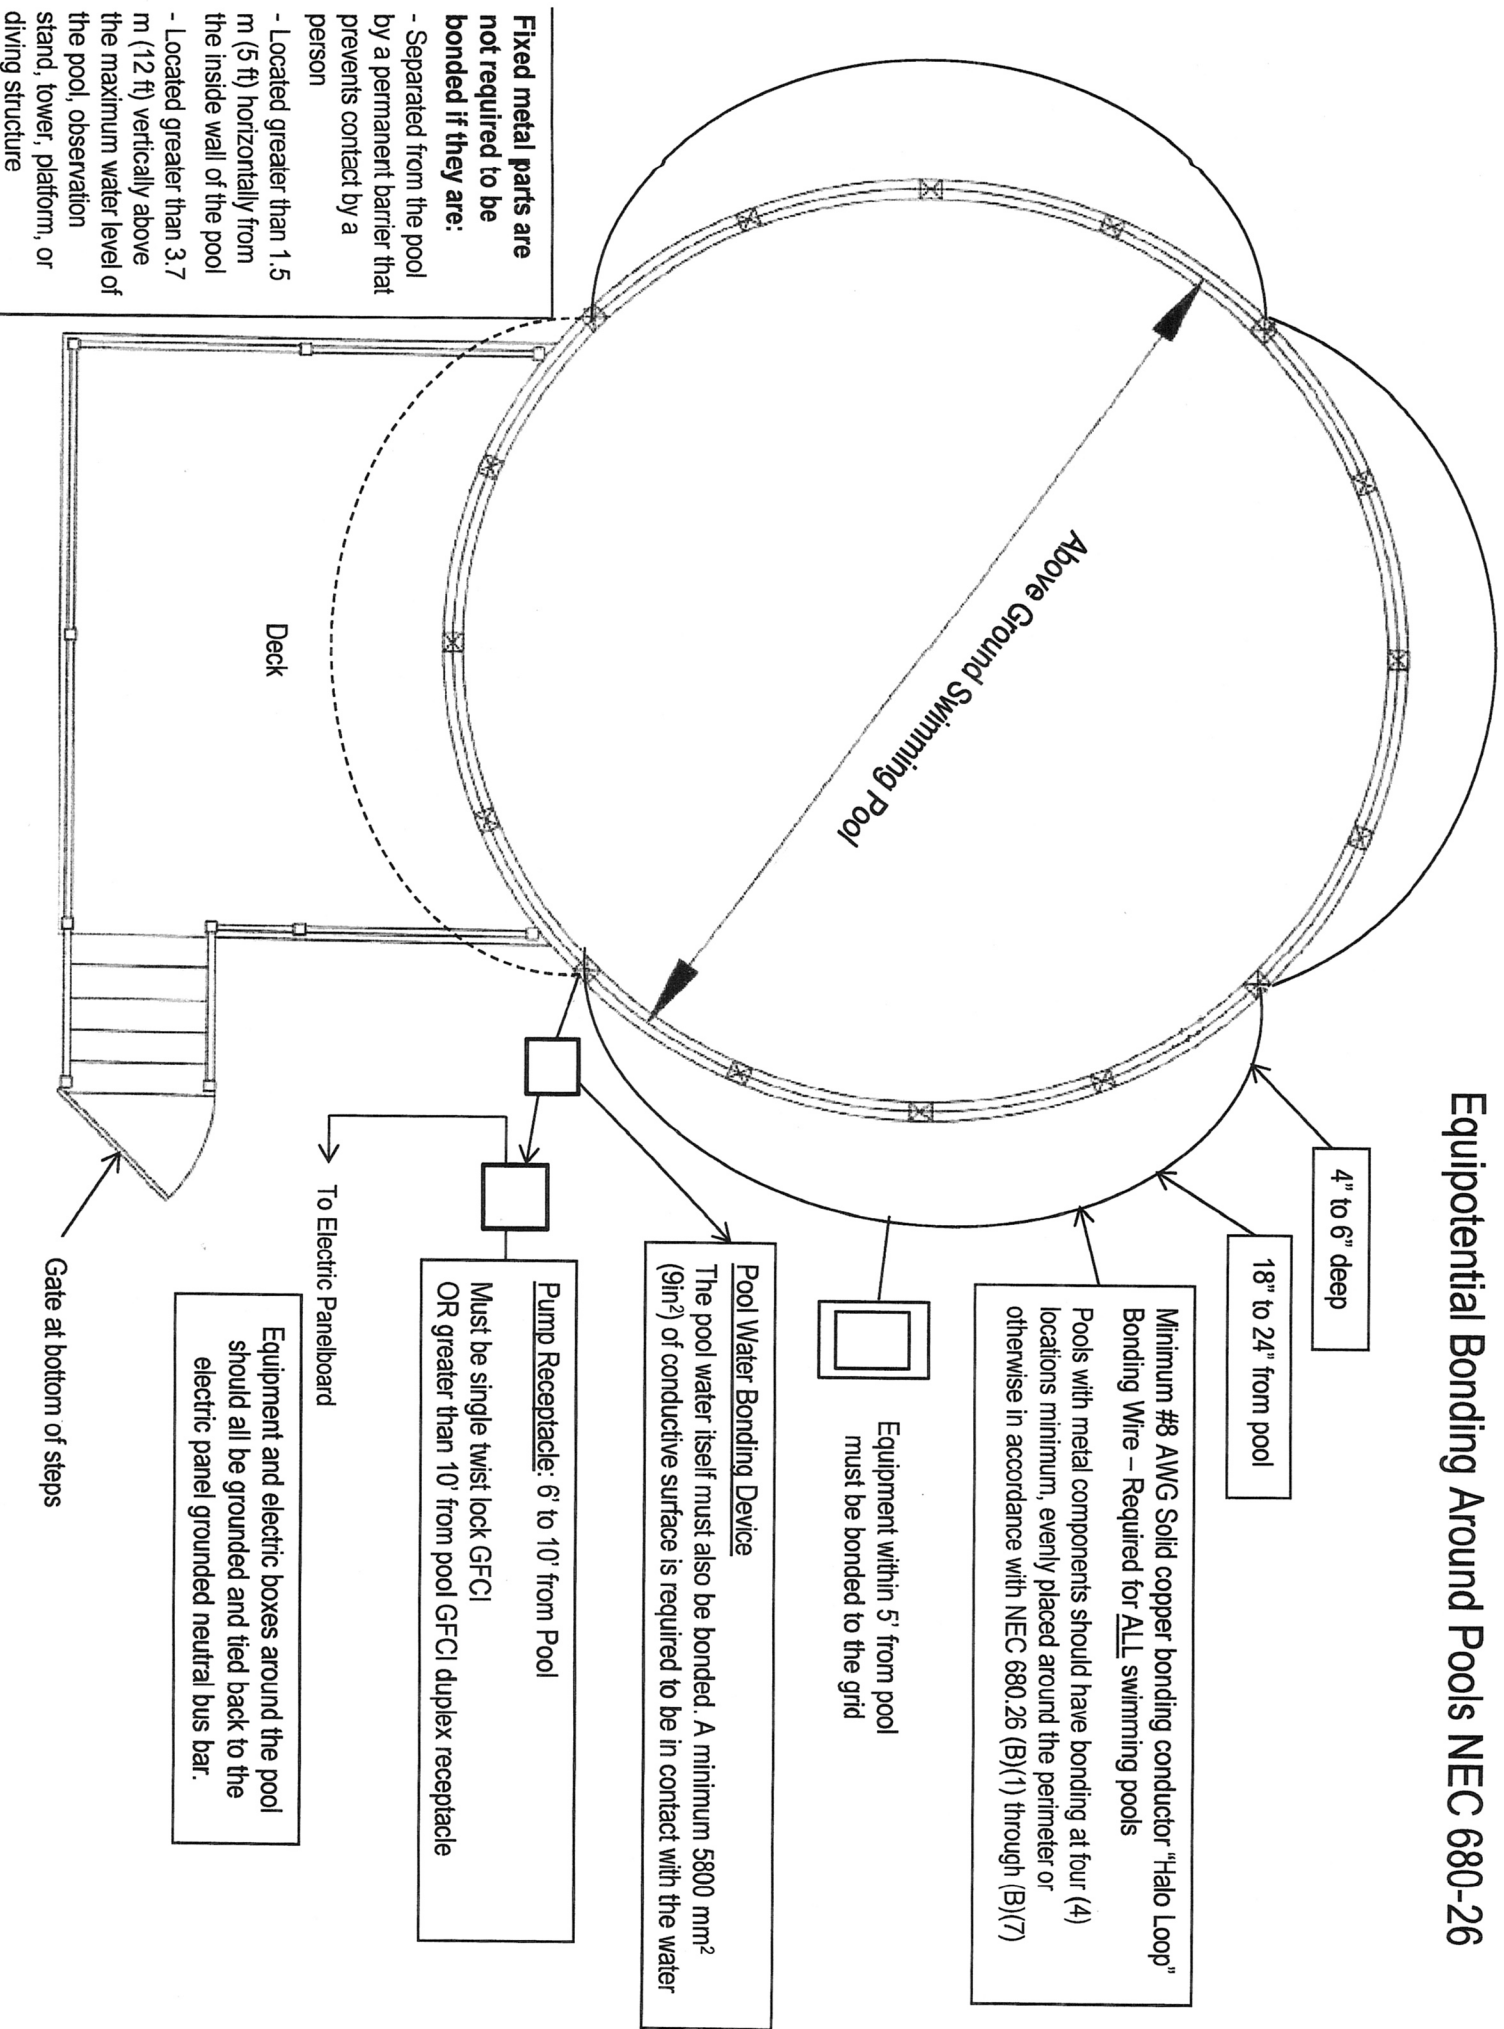 Equipotential Bonding Around Pools NEC 680-26
4” to 6” deep
18” to 24” from pool
Minimum #8 AWG Solid copper bonding conductor “Halo Loop”
Bonding Wire – Required for ALL swimming pools
Pools with metal components should have bonding at four (4)
locations minimum, evenly placed around the perimeter or
otherwise in accordance with NEC 680.26 (B)(1) through (B)(7)
Above Ground Swimming Pool
Equipment within 5’ from pool
must be bonded to the grid
Pool Water Bonding Device
The pool water itself must also be bonded. A minimum 5800 mm²
(9in²) of conductive surface is required to be in contact with the water
Pump Receptacle: 6’ to 10’ from Pool
Must be single twist lock GFCI
OR greater than 10’ from pool GFCI duplex receptacle
To Electric Panelboard
Equipment and electric boxes around the pool
should all be grounded and tied back to the
electric panel grounded neutral bus bar.
Deck
Gate at bottom of steps
Fixed metal parts are
not required to be
bonded if they are:
- Separated from the pool
by a permanent barrier that
prevents contact by a
person
- Located greater than 1.5
m (5 ft) horizontally from
the inside wall of the pool
- Located greater than 3.7
m (12 ft) vertically above
the maximum water level of
the pool, observation
stand, tower, platform, or
diving structure